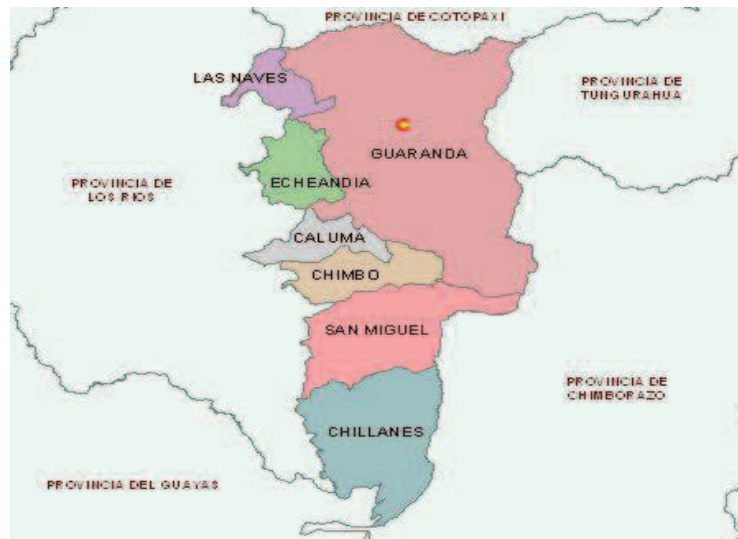 PROVINCIA DE COTOPAXI
LAS NAVES
PROVINCIA DE
TUNGURAHUA
GUARANDA
PROVINCIA DE
LOS RIOS
ECHEANDIA
CALUMA
CHIMBO
SAN MIGUEL
PROVINCIA DE
CHIMBORAZO
CHILLANES
PROVINCIA DEL GUAYAS